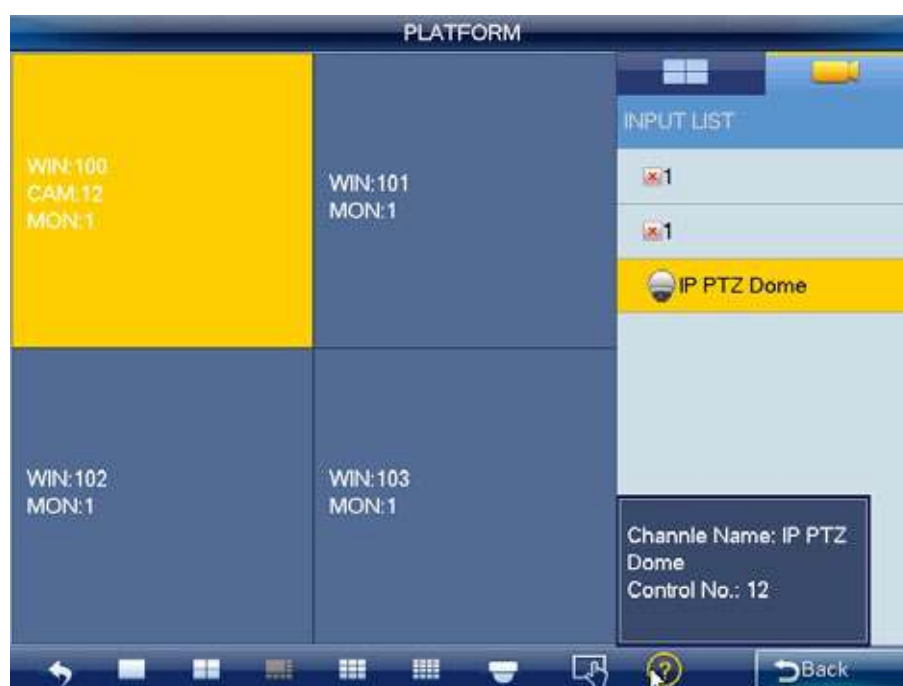 PLATFORM
WIN:100
CAM:12
MON:1
WIN:101
MON:1
WIN:102
MON:1
WIN:103
MON:1
INPUT LIST
1
1
IP PTZ Dome
Channle Name: IP PTZ
Dome
Control No.: 12
?
Back